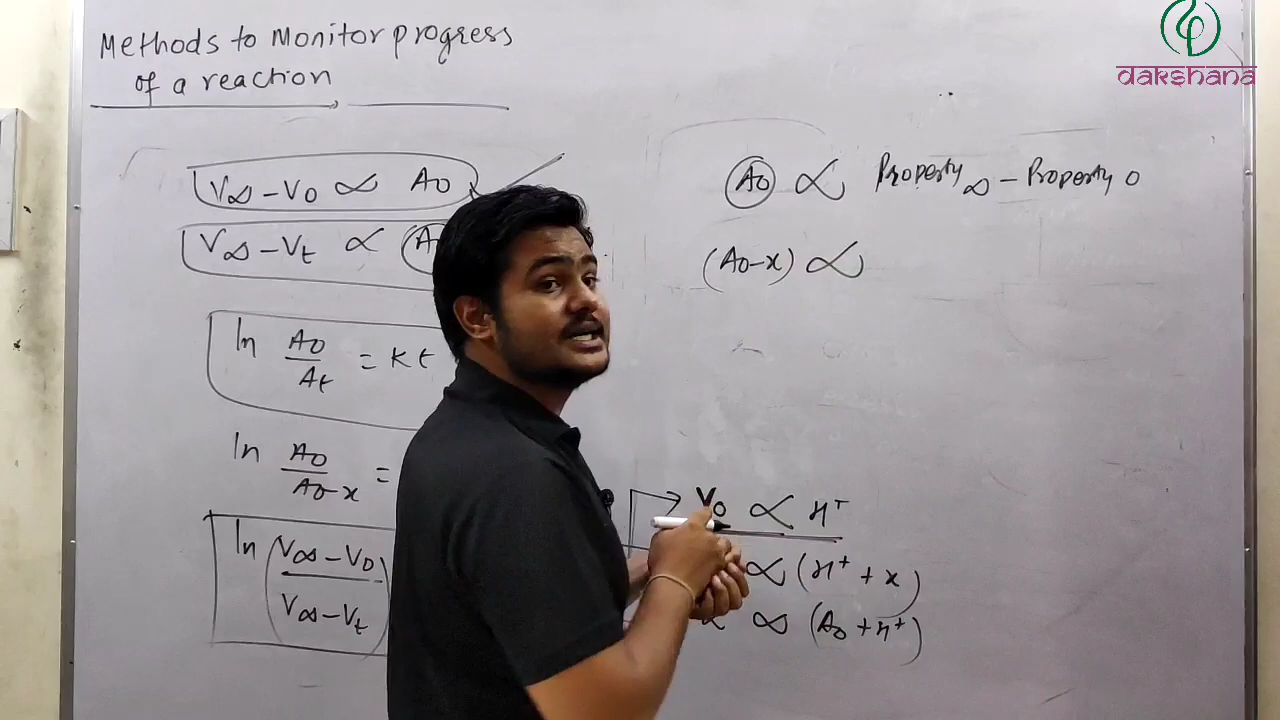 Methods to Monitor progress
of a reaction
dakshana
V∞ - V0 ∝ A0
V∞ - Vt ∝ (A
ln A0/At = Kt
ln A0/A0-x =
ln (V∞ - V0 / V∞ - Vt)
A0 ∝ Property∞ - Property 0
(A0-x) ∝
V0 ∝ H+
∝ (H+ + x)
∝ (A0 + H+)